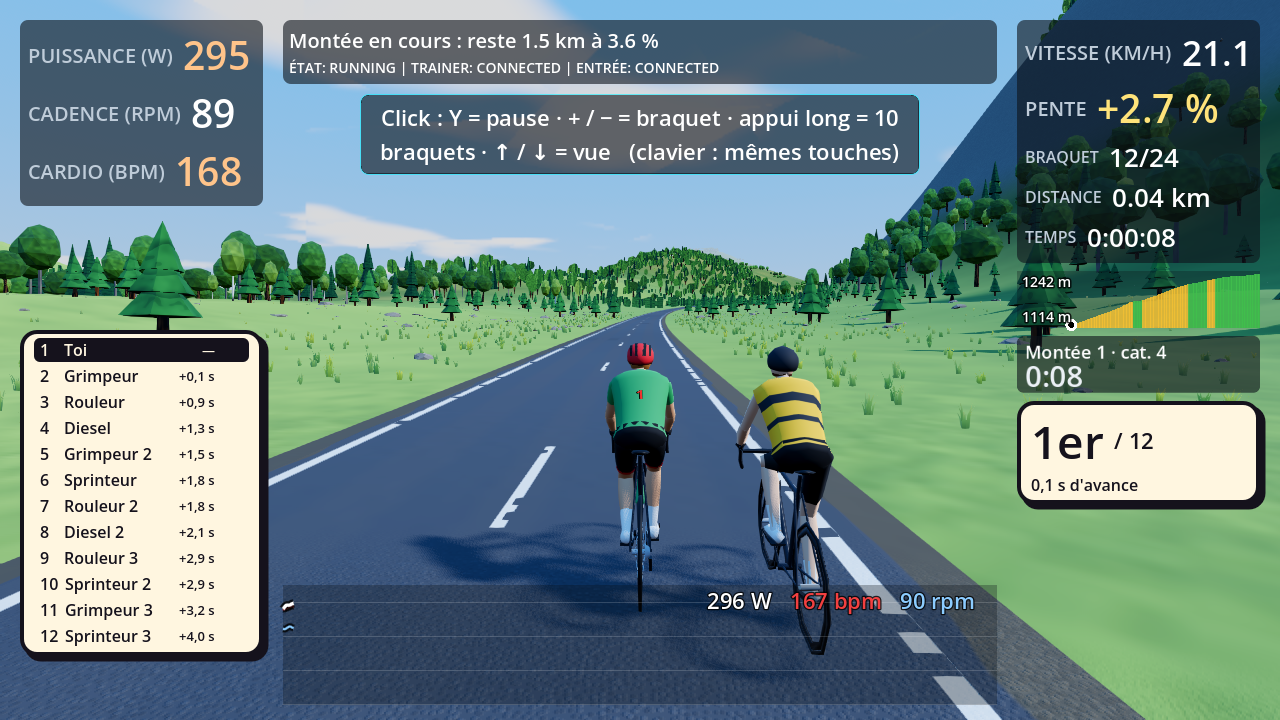 PUISSANCE (W) 295
CADENCE (RPM) 89
CARDIO (BPM) 168
Montée en cours : reste 1.5 km à 3.6 %
ÉTAT: RUNNING | TRAINER: CONNECTED | ENTRÉE: CONNECTED
Click : Y = pause · + / − = braquet · appui long = 10
braquets · ↑ / ↓ = vue (clavier : mêmes touches)
VITESSE (KM/H) 21.1
PENTE +2.7 %
BRAQUET 12/24
DISTANCE 0.04 km
TEMPS 0:00:08
1242 m
1114 m
Montée 1 · cat. 4
0:08
1er / 12
0,1 s d'avance
1 Toi —
2 Grimpeur +0,1 s
3 Rouleur +0,9 s
4 Diesel +1,3 s
5 Grimpeur 2 +1,5 s
6 Sprinteur +1,8 s
7 Rouleur 2 +1,8 s
8 Diesel 2 +2,1 s
9 Rouleur 3 +2,9 s
10 Sprinteur 2 +2,9 s
11 Grimpeur 3 +3,2 s
12 Sprinteur 3 +4,0 s
1
296 W 167 bpm 90 rpm